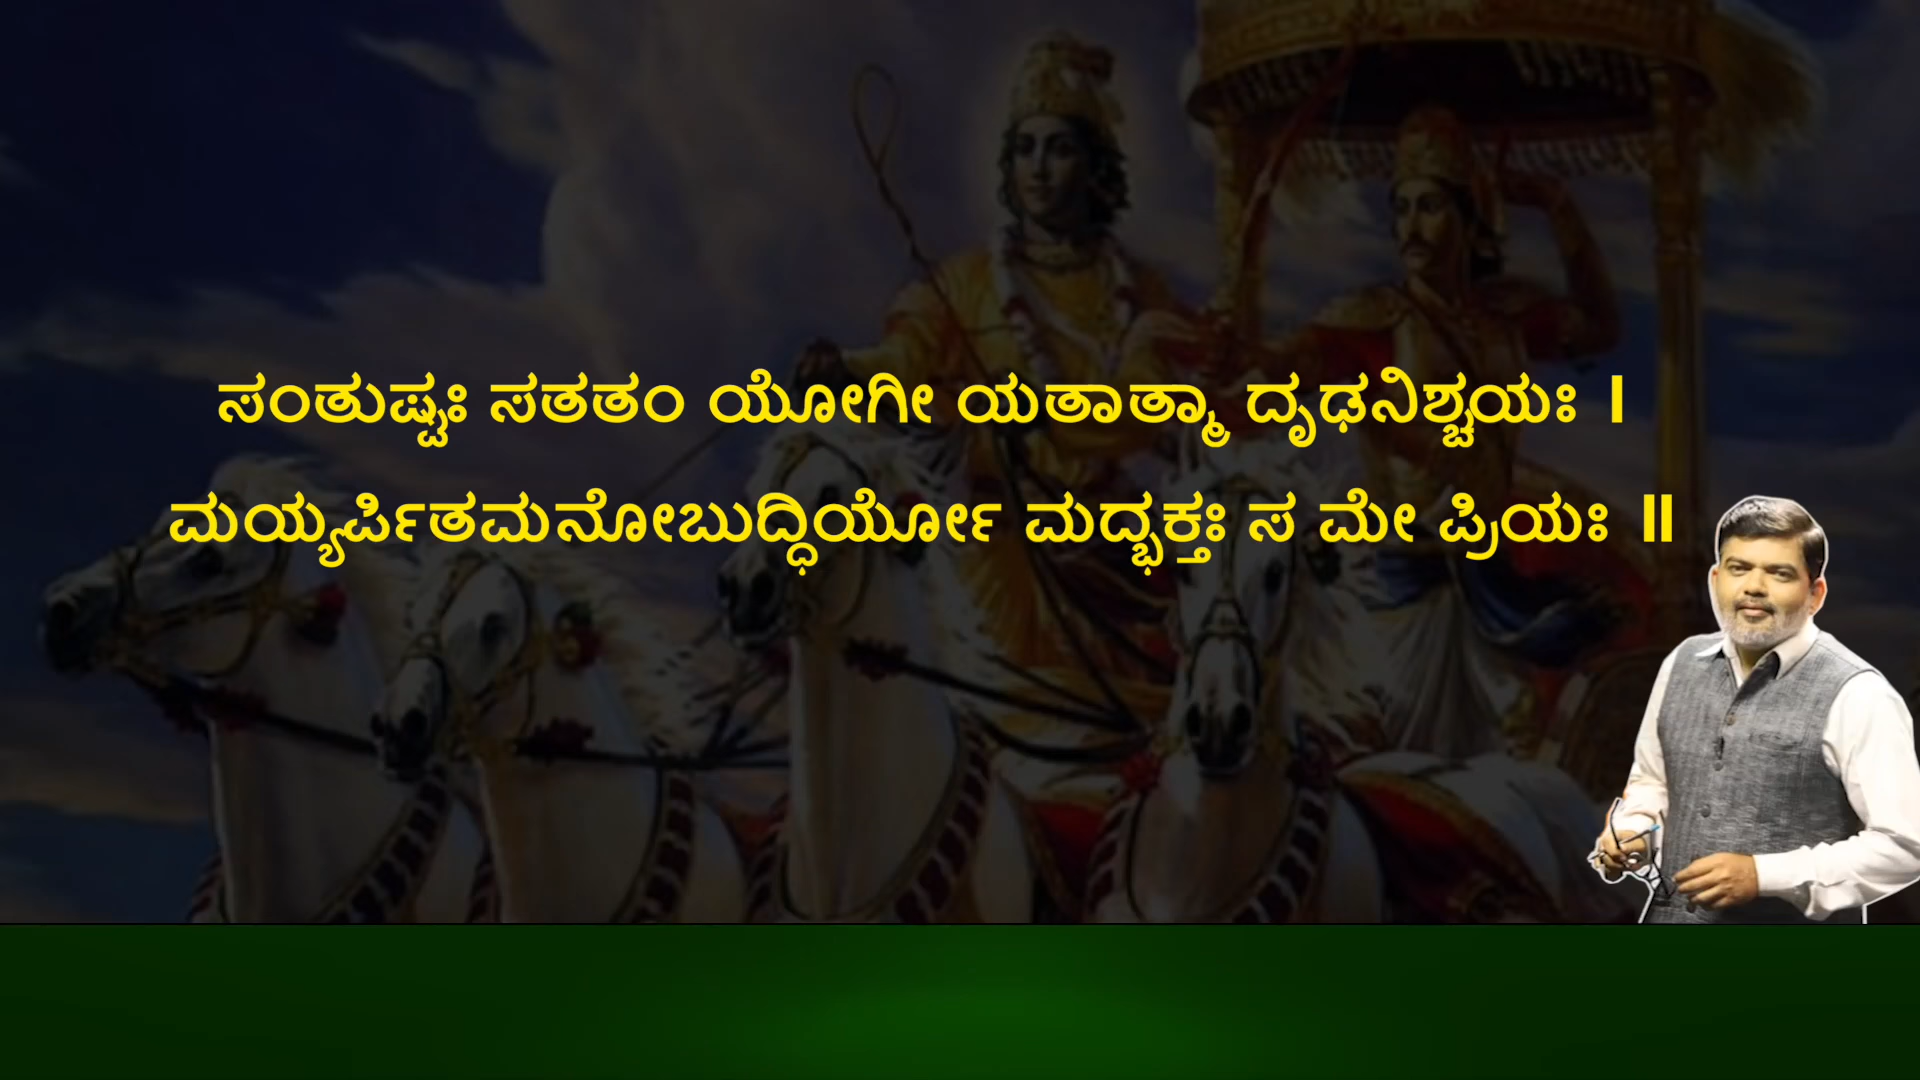 ಸಂತುಷ್ಟಃ ಸತತಂ ಯೋಗೀ ಯತಾತ್ಮಾ ದೃಢನಿಶ್ಚಯಃ ।
ಮಯ್ಯರ್ಪಿತಮನೋಬುದ್ಧಿರ್ಯೋ ಮದ್ಭಕ್ತಃ ಸ ಮೇ ಪ್ರಿಯಃ ॥